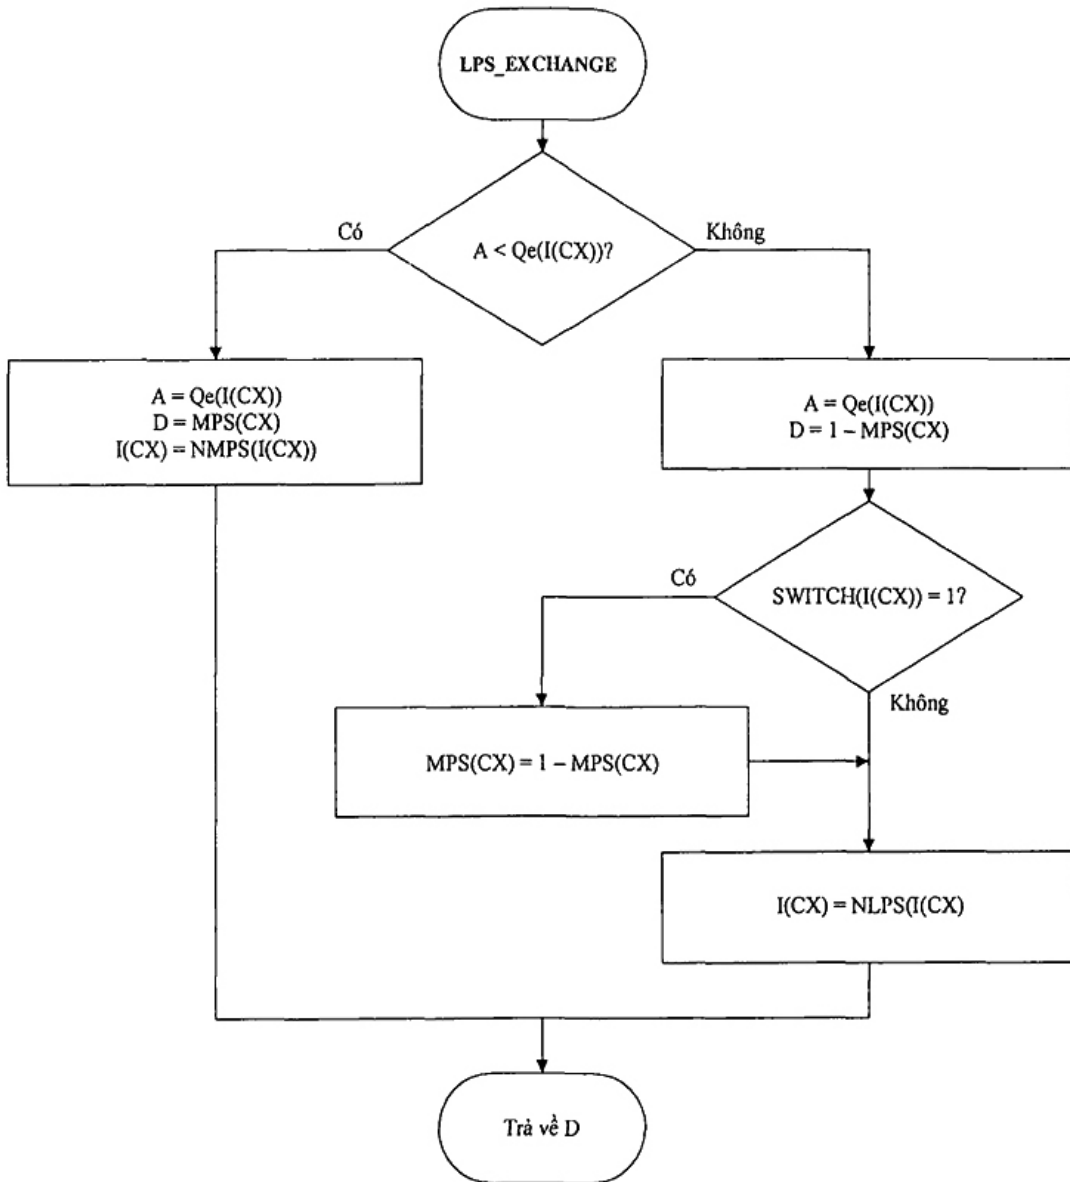 LPS_EXCHANGE
A < Qe(I(CX))?
Có
Không
A = Qe(I(CX))
D = MPS(CX)
I(CX) = NMPS(I(CX))
A = Qe(I(CX))
D = 1 – MPS(CX)
SWITCH(I(CX)) = 1?
Có
Không
MPS(CX) = 1 – MPS(CX)
I(CX) = NLPS(I(CX)
Trả về D